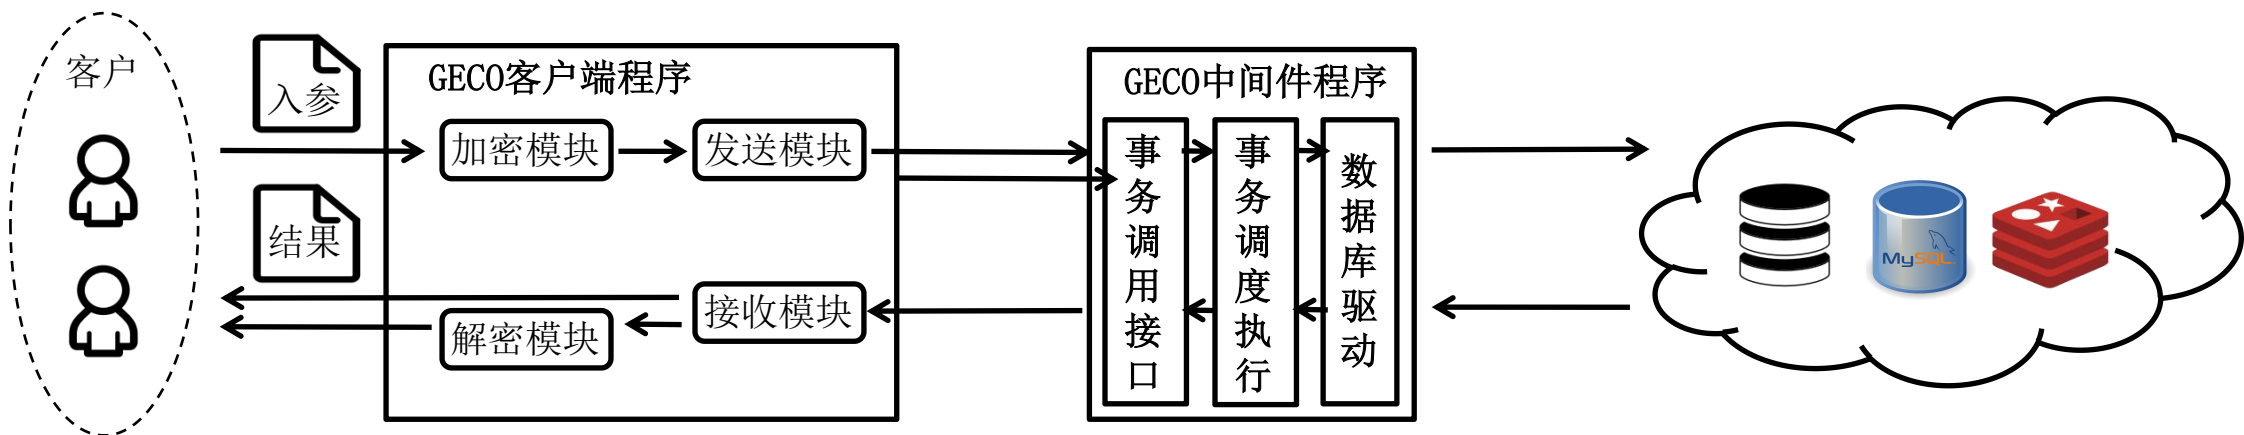 客户
入参
结果
GECO客户端程序
加密模块
发送模块
接收模块
解密模块
GECO中间件程序
事务调用接口
事务调度执行
数据库驱动
MySQL